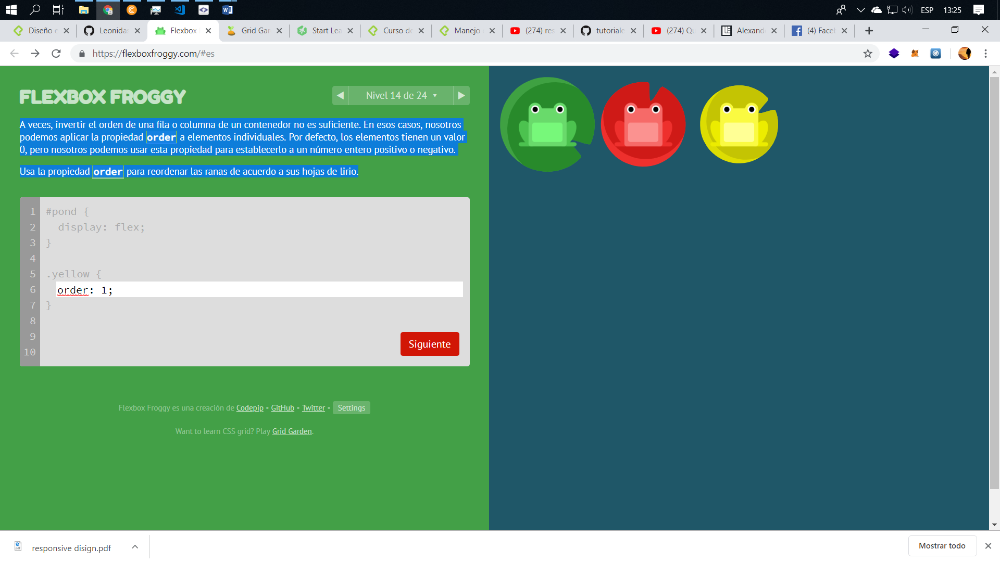 ESP
13:25
Diseño e
Leonida
Flexbox
Grid Gar
Start Lea
Curso de
Manejo
(274) res
tutoriale
(274) Qu
Alexand
(4) Faceb
https://flexboxfroggy.com/#es
FLEXBOX FROGGY
Nivel 14 de 24
A veces, invertir el orden de una fila o columna de un contenedor no es suficiente. En esos casos, nosotros
podemos aplicar la propiedad order a elementos individuales. Por defecto, los elementos tienen un valor
0, pero nosotros podemos usar esta propiedad para establecerlo a un número entero positivo o negativo.
Usa la propiedad order para reordenar las ranas de acuerdo a sus hojas de lirio.
1 #pond {
2 display: flex;
3 }
4
5 .yellow {
6 order: 1;
7 }
8
9
10
Siguiente
Flexbox Froggy es una creación de Codepip • GitHub • Twitter • Settings
Want to learn CSS grid? Play Grid Garden.
responsive disign.pdf
Mostrar todo